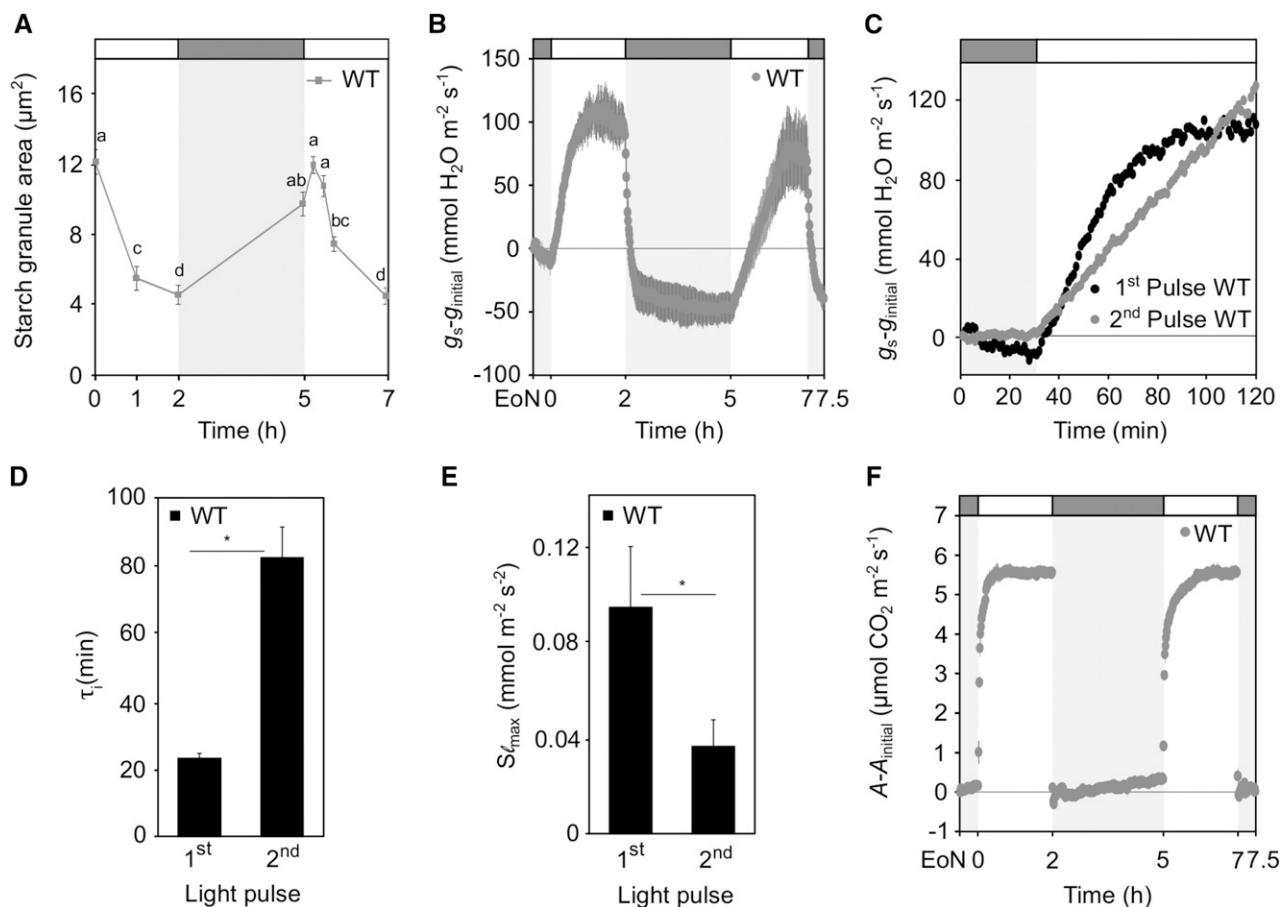 A
WT
Starch granule area (µm²)
16
12
8
4
0
a
c
d
ab
a
a
bc
d
0 1 2 5 7
Time (h)
B
WT
gs-ginitial (mmol H2O m-2 s-1)
150
100
50
0
-50
-100
EoN 0 2 5 7 7.5
Time (h)
C
gs-ginitial (mmol H2O m-2 s-1)
120
80
40
0
1st Pulse WT
2nd Pulse WT
0 20 40 60 80 100 120
Time (min)
D
WT
*
τi(min)
100
80
60
40
20
0
1st 2nd
Light pulse
E
WT
*
Slmax (mmol m-2 s-2)
0.12
0.08
0.04
0
1st 2nd
Light pulse
F
WT
A-Ainitial (µmol CO2 m-2 s-1)
7
6
5
4
3
2
1
0
-1
EoN 0 2 5 7 7.5
Time (h)